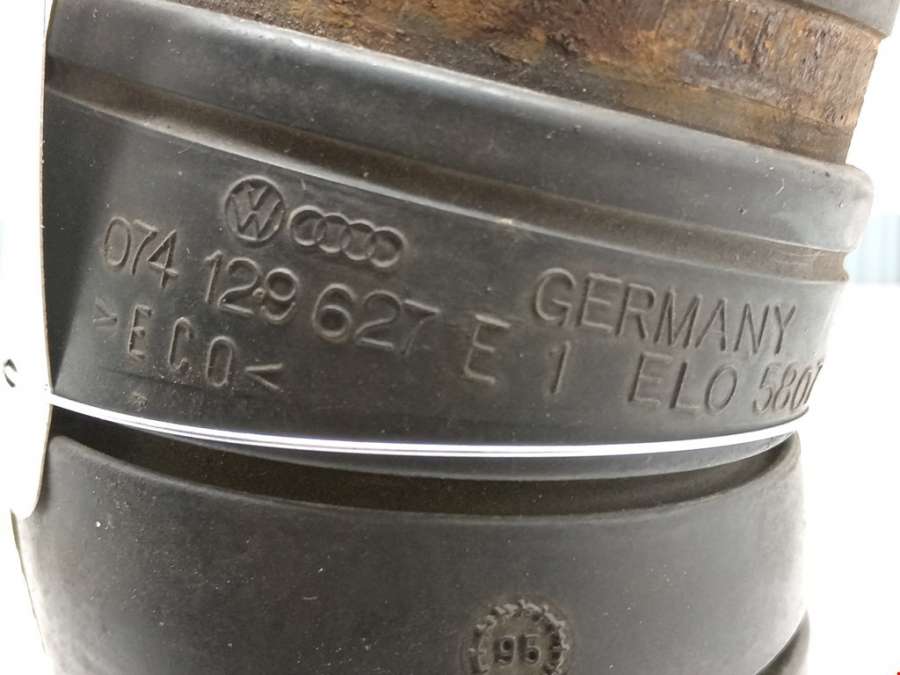 074 129 627 E GERMANY
>ECO< 1 ELO 5807
95